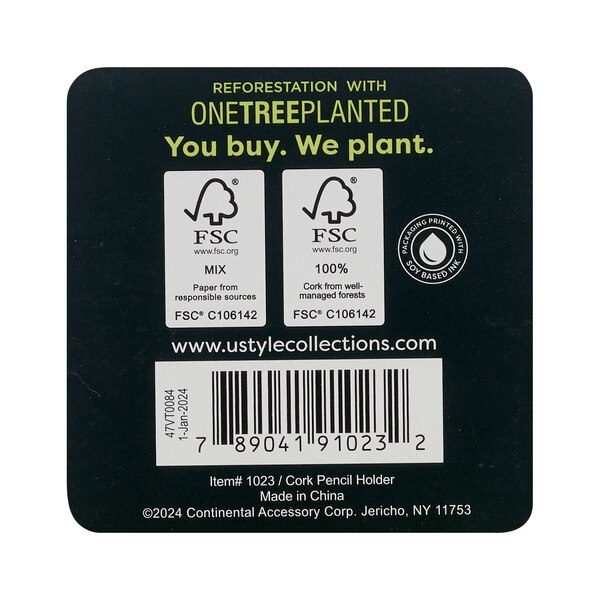 REFORESTATION WITH
ONETREEPLANTED
You buy. We plant.
®
FSC
www.fsc.org
MIX
Paper from
responsible sources
FSC® C106142
®
FSC
www.fsc.org
100%
Cork from well-
managed forests
FSC® C106142
PACKAGING PRINTED WITH
SOY BASED INK
www.ustylecollections.com
47VT0084
1-Jan-2024
7 89041 91023 2
Item# 1023 / Cork Pencil Holder
Made in China
©2024 Continental Accessory Corp. Jericho, NY 11753